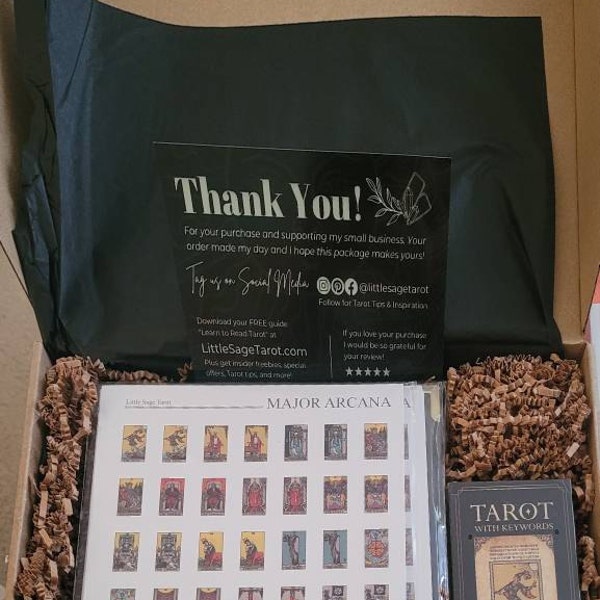 Thank You!
For your purchase and supporting my small business. Your
order made my day and I hope this package makes yours!
Tag us on Social Media
@littlesagetarot
Follow for Tarot Tips & Inspiration
Download your FREE guide
"Learn to Read Tarot" at
LittleSageTarot.com
Plus get insider freebies, special
offers, Tarot tips, and more!
If you love your purchase
I would be so grateful for
your review!
Little Sage Tarot
MAJOR ARCANA
A
TAROT
WITH KEYWORDS